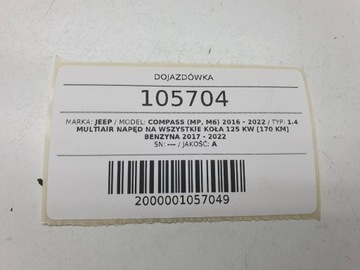 DOJAZDÓWKA
105704
MARKA: JEEP / MODEL: COMPASS (MP, M6) 2016 - 2022 / TYP: 1.4
MULTIAIR NAPĘD NA WSZYSTKIE KOŁA 125 KW [170 KM]
BENZYNA 2017 - 2022
SN: --- / JAKOŚĆ: A
2000001057049